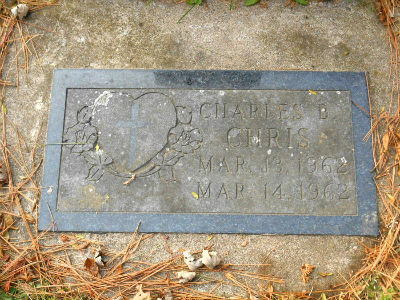 CHARLES B.
CHRIS
MAR. 13, 1962
MAR. 14, 1962